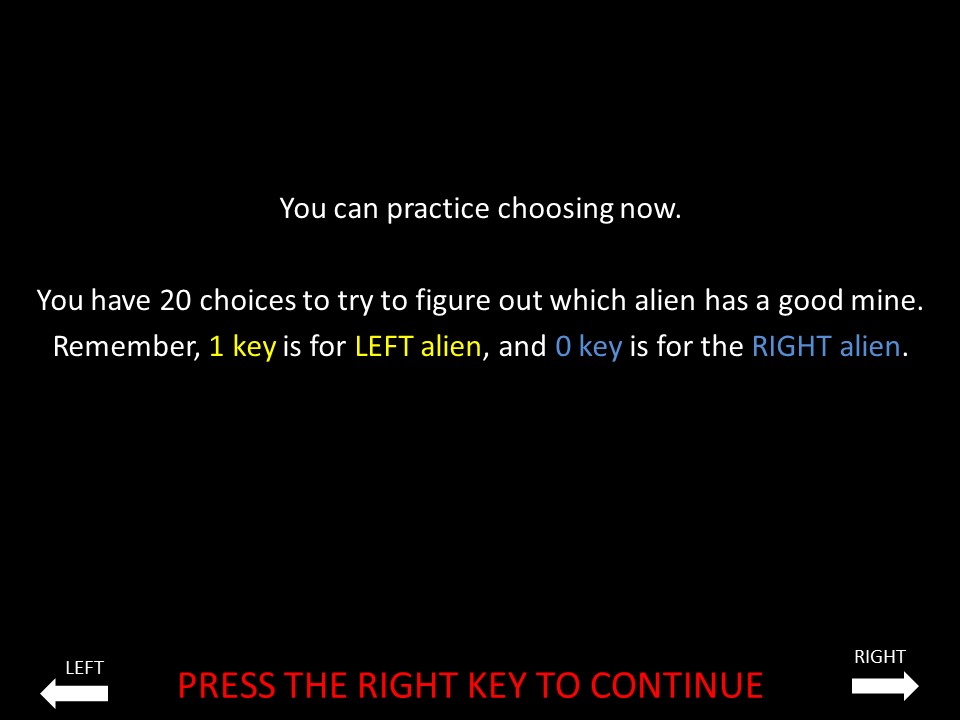 You can practice choosing now.
You have 20 choices to try to figure out which alien has a good mine.
Remember, 1 key is for LEFT alien, and 0 key is for the RIGHT alien.
LEFT
RIGHT
PRESS THE RIGHT KEY TO CONTINUE